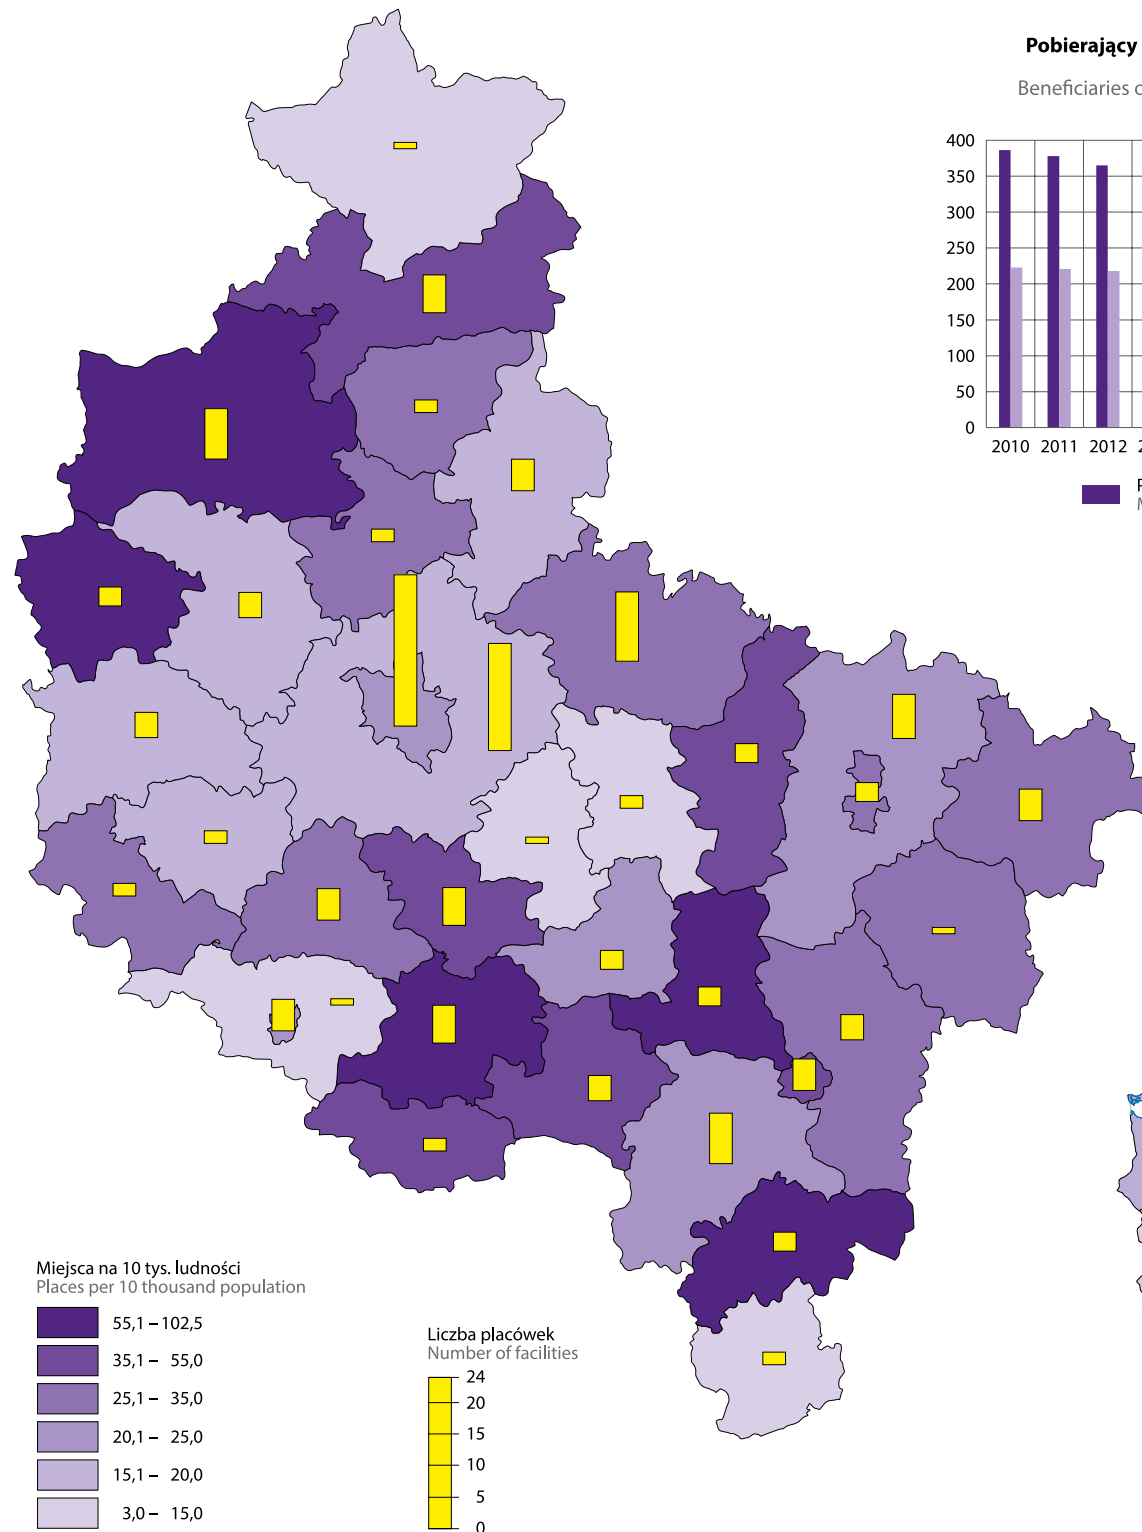 Pobierający
Beneficiaries
400
350
300
250
200
150
100
50
0
2010 2011 2012
Miejsca na 10 tys. ludności
Places per 10 thousand population
55,1 – 102,5
35,1 – 55,0
25,1 – 35,0
20,1 – 25,0
15,1 – 20,0
3,0 – 15,0
Liczba placówek
Number of facilities
24
20
15
10
5
0